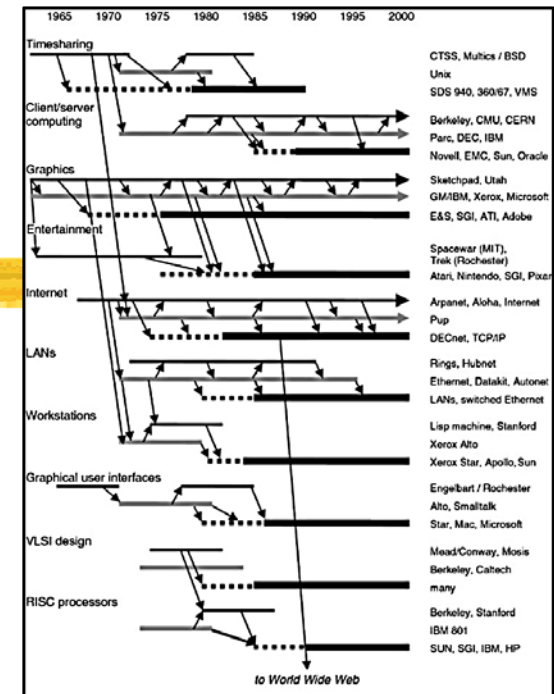 1965 1970 1975 1980 1985 1990 1995 2000
Timesharing
CTSS, Multics / BSD
Unix
SDS 940, 360/67, VMS
Client/server
computing
Berkeley, CMU, CERN
Parc, DEC, IBM
Novell, EMC, Sun, Oracle
Graphics
Sketchpad, Utah
GM/IBM, Xerox, Microsoft
E&S, SGI, ATI, Adobe
Entertainment
Spacewar (MIT),
Trek (Rochester)
Atari, Nintendo, SGI, Pixar
Internet
Arpanet, Aloha, Internet
Pup
DECnet, TCP/IP
LANs
Rings, Hubnet
Ethernet, Datakit, Autonet
LANs, switched Ethernet
Workstations
Lisp machine, Stanford
Xerox Alto
Xerox Star, Apollo, Sun
Graphical user interfaces
Engelbart / Rochester
Alto, Smalltalk
Star, Mac, Microsoft
VLSI design
Mead/Conway, Mosis
Berkeley, Caltech
many
RISC processors
Berkeley, Stanford
IBM 801
SUN, SGI, IBM, HP
to World Wide Web